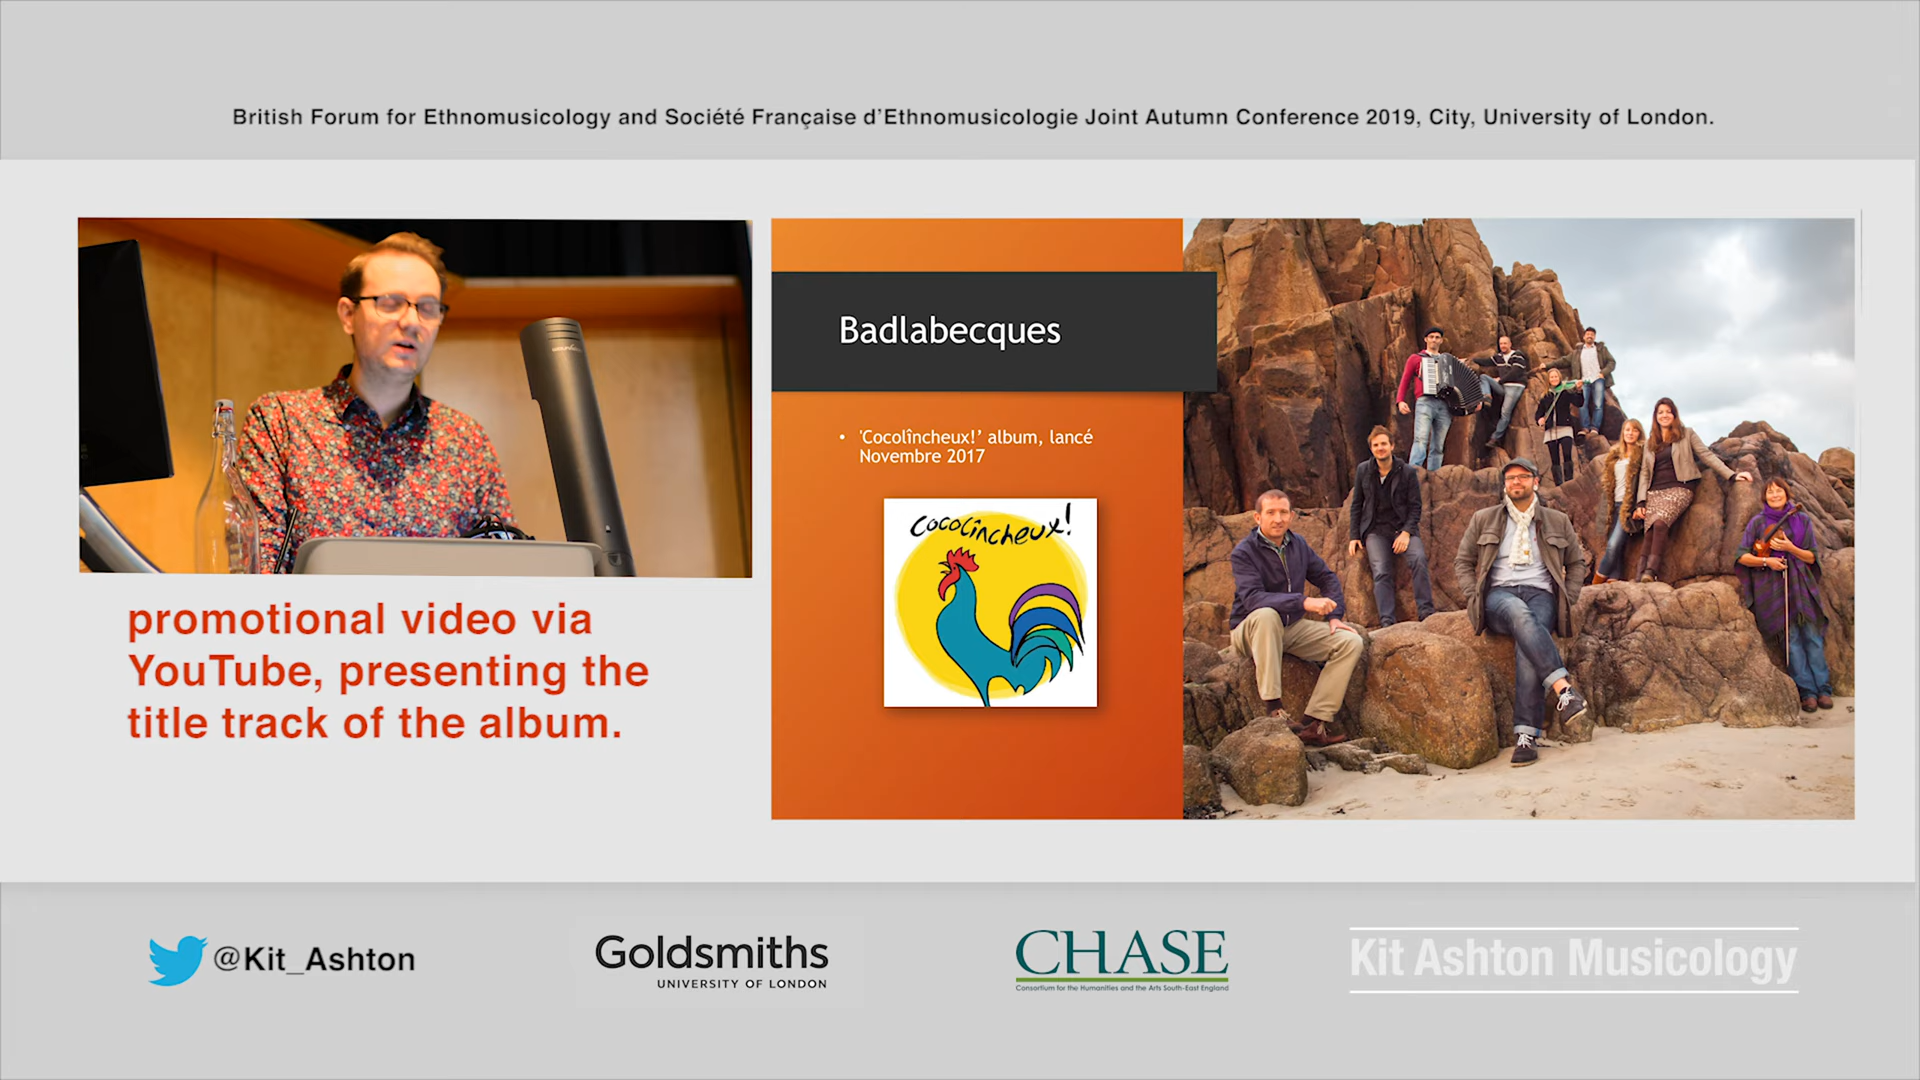 British Forum for Ethnomusicology and Société Française d'Ethnomusicologie Joint Autumn Conference 2019, City, University of London.
promotional video via
YouTube, presenting the
title track of the album.
Badlabecques
• 'Cocolîncheux!’ album, lancé
Novembre 2017
cocolîncheux!
@Kit_Ashton
Goldsmiths
UNIVERSITY OF LONDON
CHASE
Consortium for the Humanities and the Arts South-East England
Kit Ashton Musicology